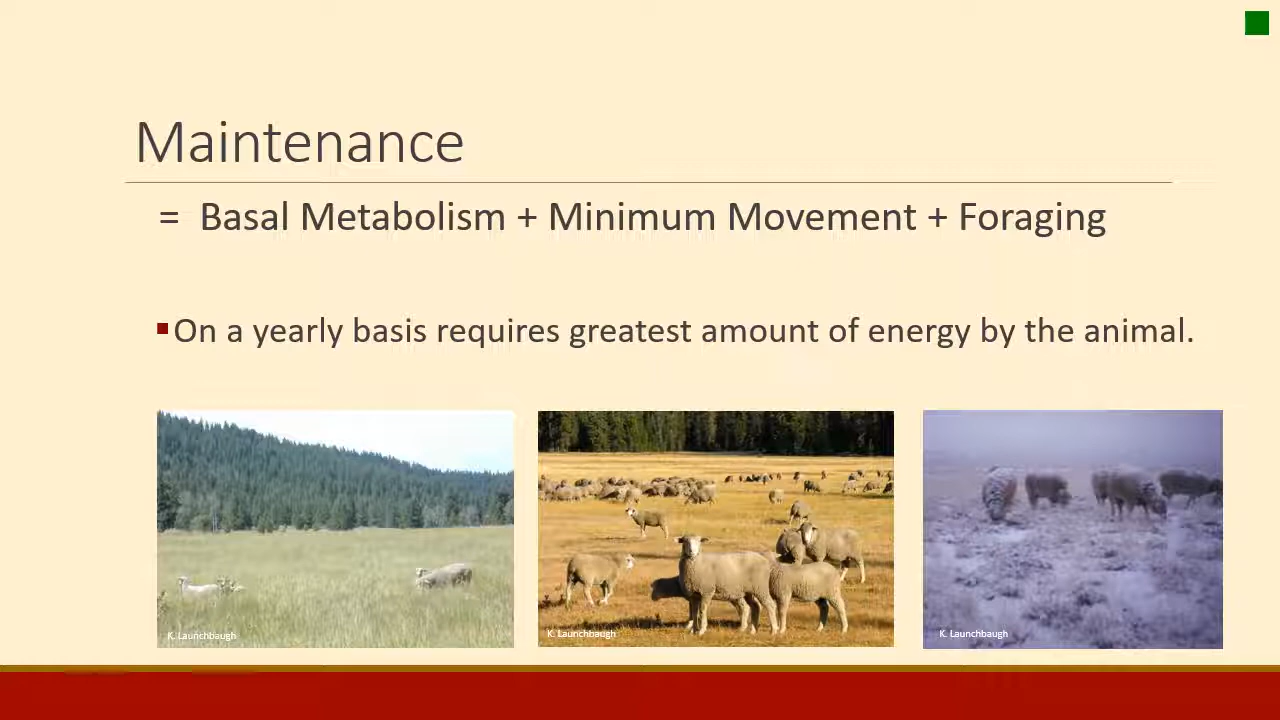 Maintenance
= Basal Metabolism + Minimum Movement + Foraging
On a yearly basis requires greatest amount of energy by the animal.
K. Launchbaugh
K. Launchbaugh
K. Launchbaugh